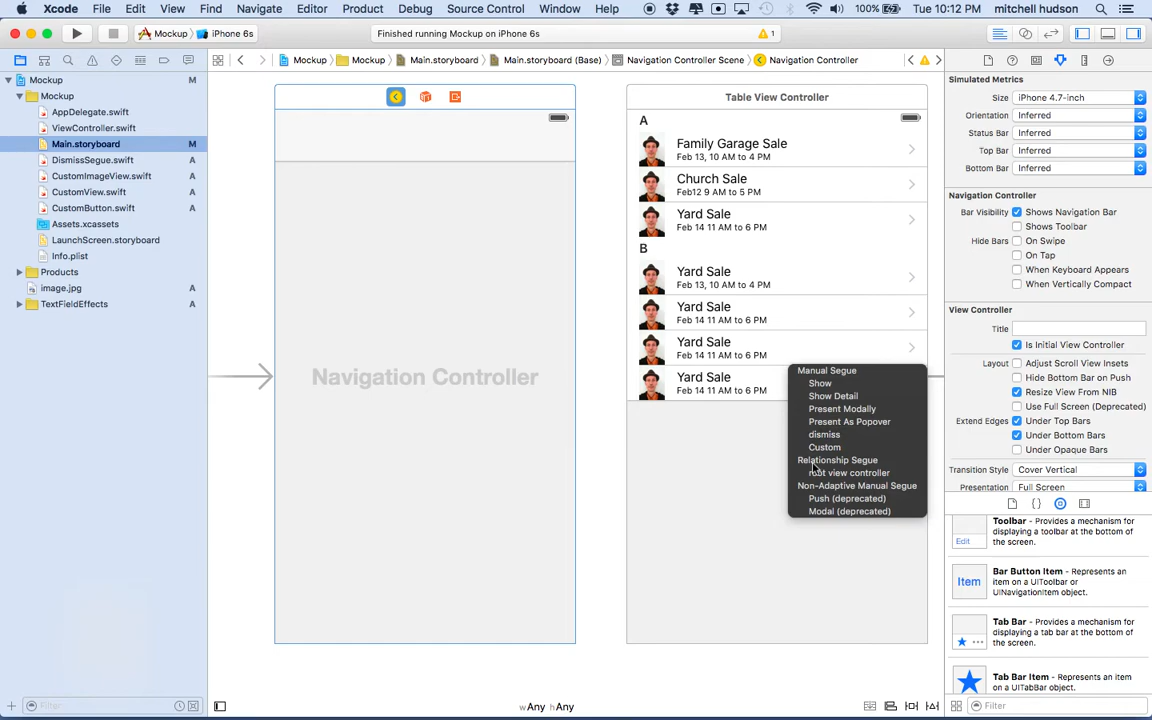 Xcode File Edit View Find Navigate Editor Product Debug Source Control Window Help 100% Tue 10:12 PM mitchell hudson
Mockup iPhone 6s Finished running Mockup on iPhone 6s 1
Mockup Mockup Main.storyboard Main.storyboard (Base) Navigation Controller Scene Navigation Controller
Mockup
Mockup
AppDelegate.swift
ViewController.swift
Main.storyboard M
DismissSegue.swift A
CustomImageView.swift A
CustomView.swift A
CustomButton.swift A
Assets.xcassets
LaunchScreen.storyboard
Info.plist
Products
image.jpg A
TextFieldEffects A
Filter
Navigation Controller
Table View Controller
A
Family Garage Sale
Feb 13, 10 AM to 4 PM
Church Sale
Feb12 9 AM to 5 PM
Yard Sale
Feb 14 11 AM to 6 PM
B
Yard Sale
Feb 13, 10 AM to 4 PM
Yard Sale
Feb 14 11 AM to 6 PM
Yard Sale
Feb 14 11 AM to 6 PM
Yard Sale
Feb 14 11 AM to 6 PM
Manual Segue
Show
Show Detail
Present Modally
Present As Popover
dismiss
Custom
Relationship Segue
root view controller
Non-Adaptive Manual Segue
Push (deprecated)
Modal (deprecated)
wAny hAny
Simulated Metrics
Size iPhone 4.7-inch
Orientation Inferred
Status Bar Inferred
Top Bar Inferred
Bottom Bar Inferred
Navigation Controller
Bar Visibility Shows Navigation Bar
Shows Toolbar
Hide Bars On Swipe
On Tap
When Keyboard Appears
When Vertically Compact
View Controller
Title
Is Initial View Controller
Layout Adjust Scroll View Insets
Hide Bottom Bar on Push
Resize View From NIB
Use Full Screen (Deprecated)
Extend Edges Under Top Bars
Under Bottom Bars
Under Opaque Bars
Transition Style Cover Vertical
Presentation Full Screen
Edit
Toolbar - Provides a mechanism for
displaying a toolbar at the bottom of
the screen.
Item
Bar Button Item - Represents an
item on a UIToolbar or
UINavigationItem object.
Tab Bar - Provides a mechanism for
displaying a tab bar at the bottom of
the screen.
Tab Bar Item - Represents an item
on a UITabBar object.
Filter